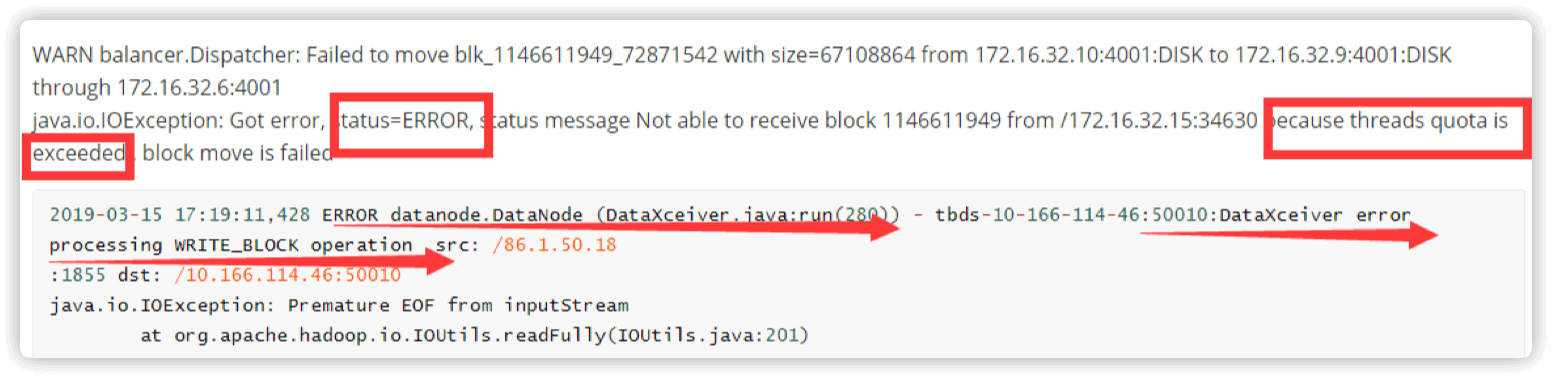 WARN balancer.Dispatcher: Failed to move blk_1146611949_72871542 with size=67108864 from 172.16.32.10:4001:DISK to 172.16.32.9:4001:DISK
through 172.16.32.6:4001
java.io.IOException: Got error, status=ERROR, status message Not able to receive block 1146611949 from /172.16.32.15:34630 because threads quota is
exceeded., block move is failed
2019-03-15 17:19:11,428 ERROR datanode.DataNode (DataXceiver.java:run(280)) - tbds-10-166-114-46:50010:DataXceiver error
processing WRITE_BLOCK operation  src: /86.1.50.18
:1855 dst: /10.166.114.46:50010
java.io.IOException: Premature EOF from inputStream
        at org.apache.hadoop.io.IOUtils.readFully(IOUtils.java:201)